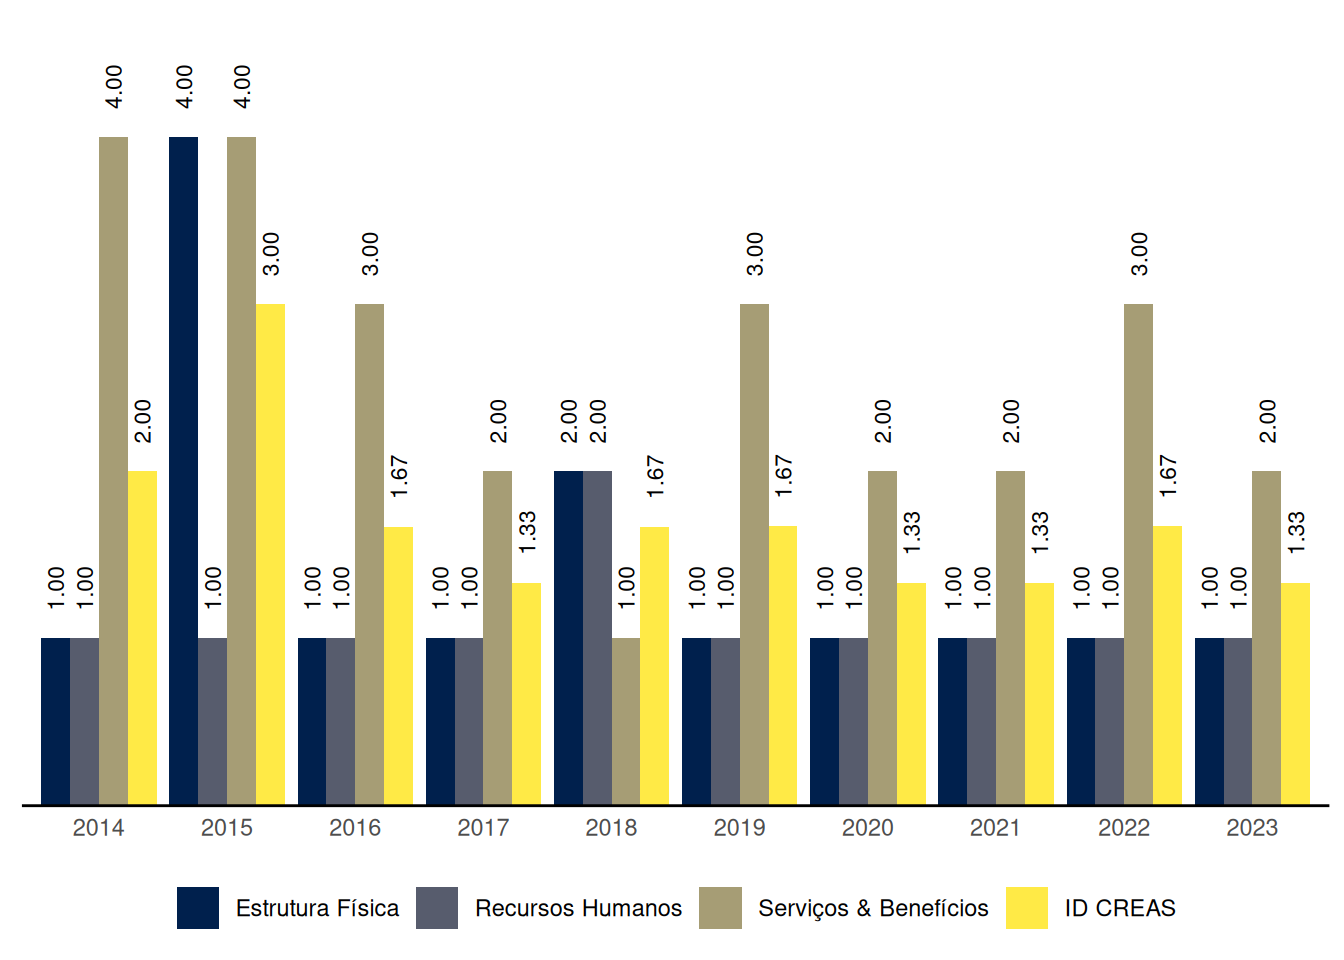 4.00 4.00 4.00
3.00 3.00 3.00 3.00
2.00 2.00 2.00 2.00 2.00 2.00 2.00
1.67 1.67 1.67 1.67
1.33 1.33 1.33 1.33
1.00 1.00 1.00 1.00 1.00 1.00 1.00 1.00 1.00 1.00 1.00 1.00 1.00 1.00 1.00 1.00 1.00 1.00
2014 2015 2016 2017 2018 2019 2020 2021 2022 2023
Estrutura Física Recursos Humanos Serviços & Benefícios ID CREAS